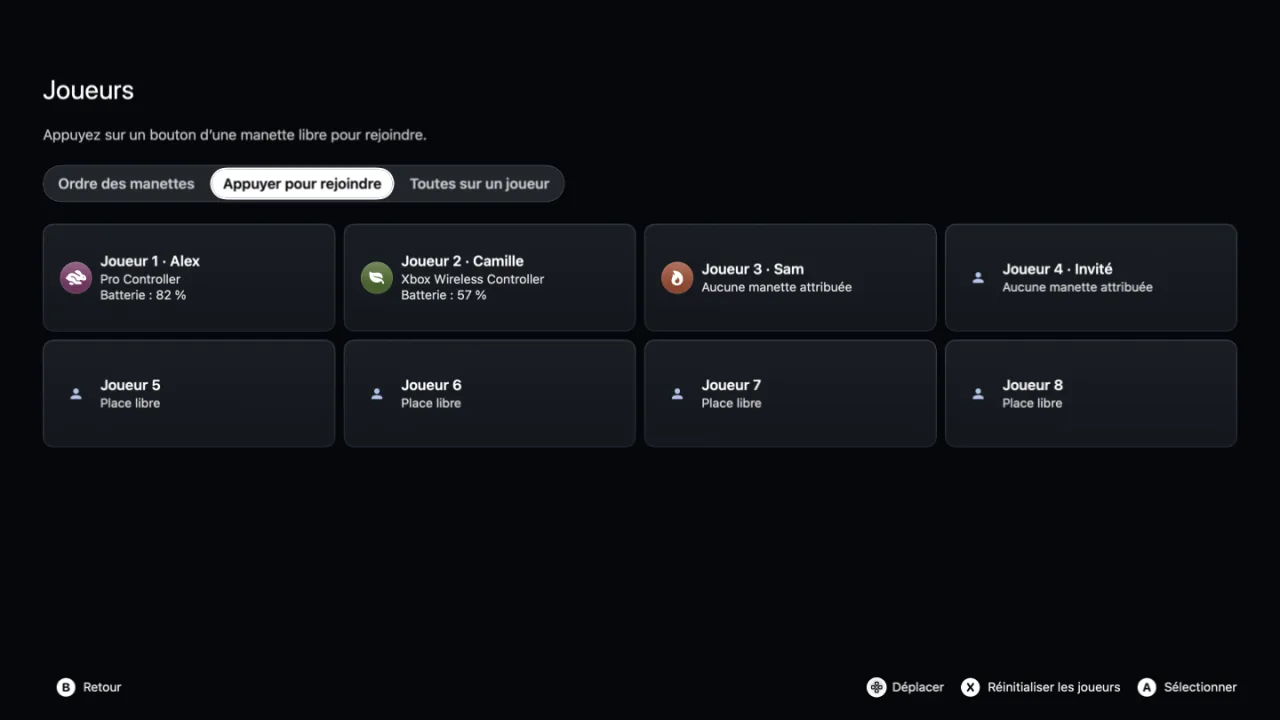 Joueurs
Appuyez sur un bouton d’une manette libre pour rejoindre.
Ordre des manettes
Appuyer pour rejoindre
Toutes sur un joueur
Joueur 1 · Alex
Pro Controller
Batterie : 82 %
Joueur 2 · Camille
Xbox Wireless Controller
Batterie : 57 %
Joueur 3 · Sam
Aucune manette attribuée
Joueur 4 · Invité
Aucune manette attribuée
Joueur 5
Place libre
Joueur 6
Place libre
Joueur 7
Place libre
Joueur 8
Place libre
B Retour
Déplacer
X Réinitialiser les joueurs
A Sélectionner